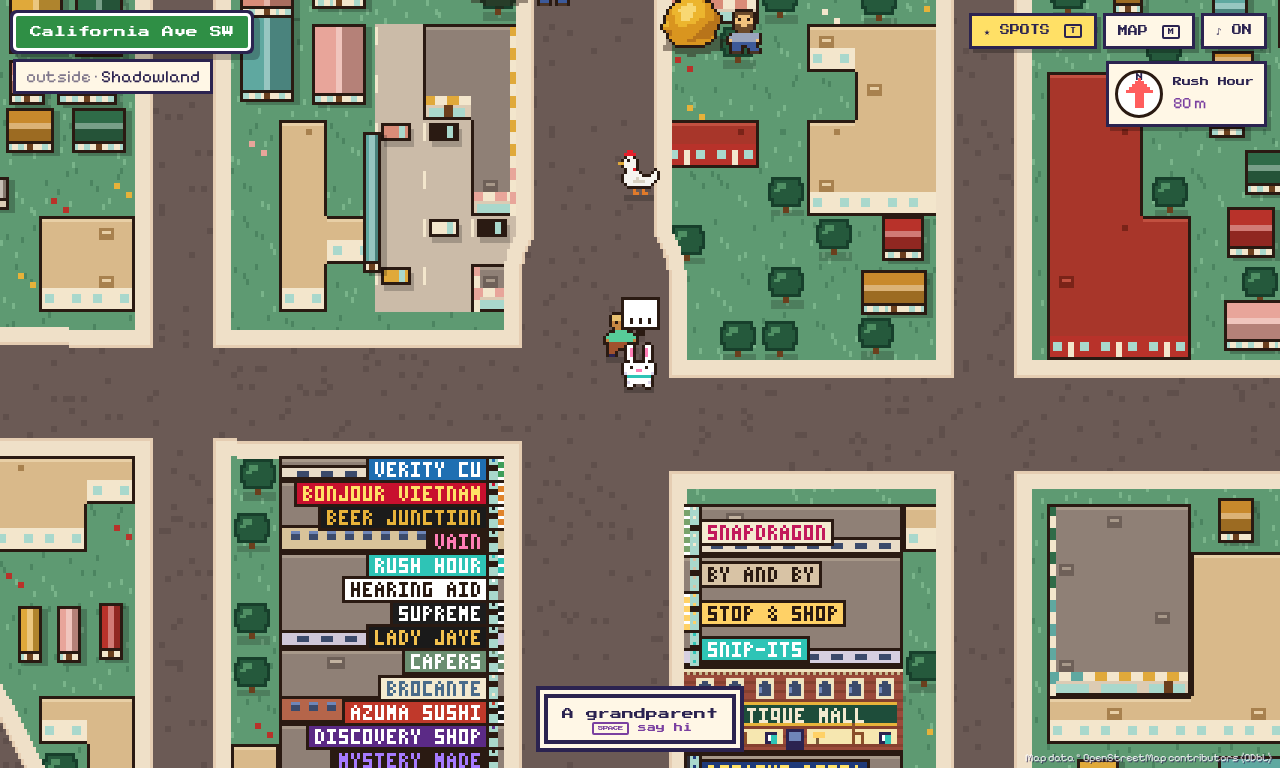 California Ave SW
outside · Shadowland
★ SPOTS T
MAP M
♪ ON
N
Rush Hour
80 m
...
VERITY CU
BONJOUR VIETNAM
BEER JUNCTION
VAIN
RUSH HOUR
HEARING AID
SUPREME
LADY JAYE
CAPERS
BROCANTE
AZUMA SUSHI
DISCOVERY SHOP
MYSTERY MADE
SNAPDRAGON
BY AND BY
STOP & SHOP
SNIP-ITS
TIQUE MALL
A grandparent
SPACE say hi
Map data © OpenStreetMap contributors (ODbL)